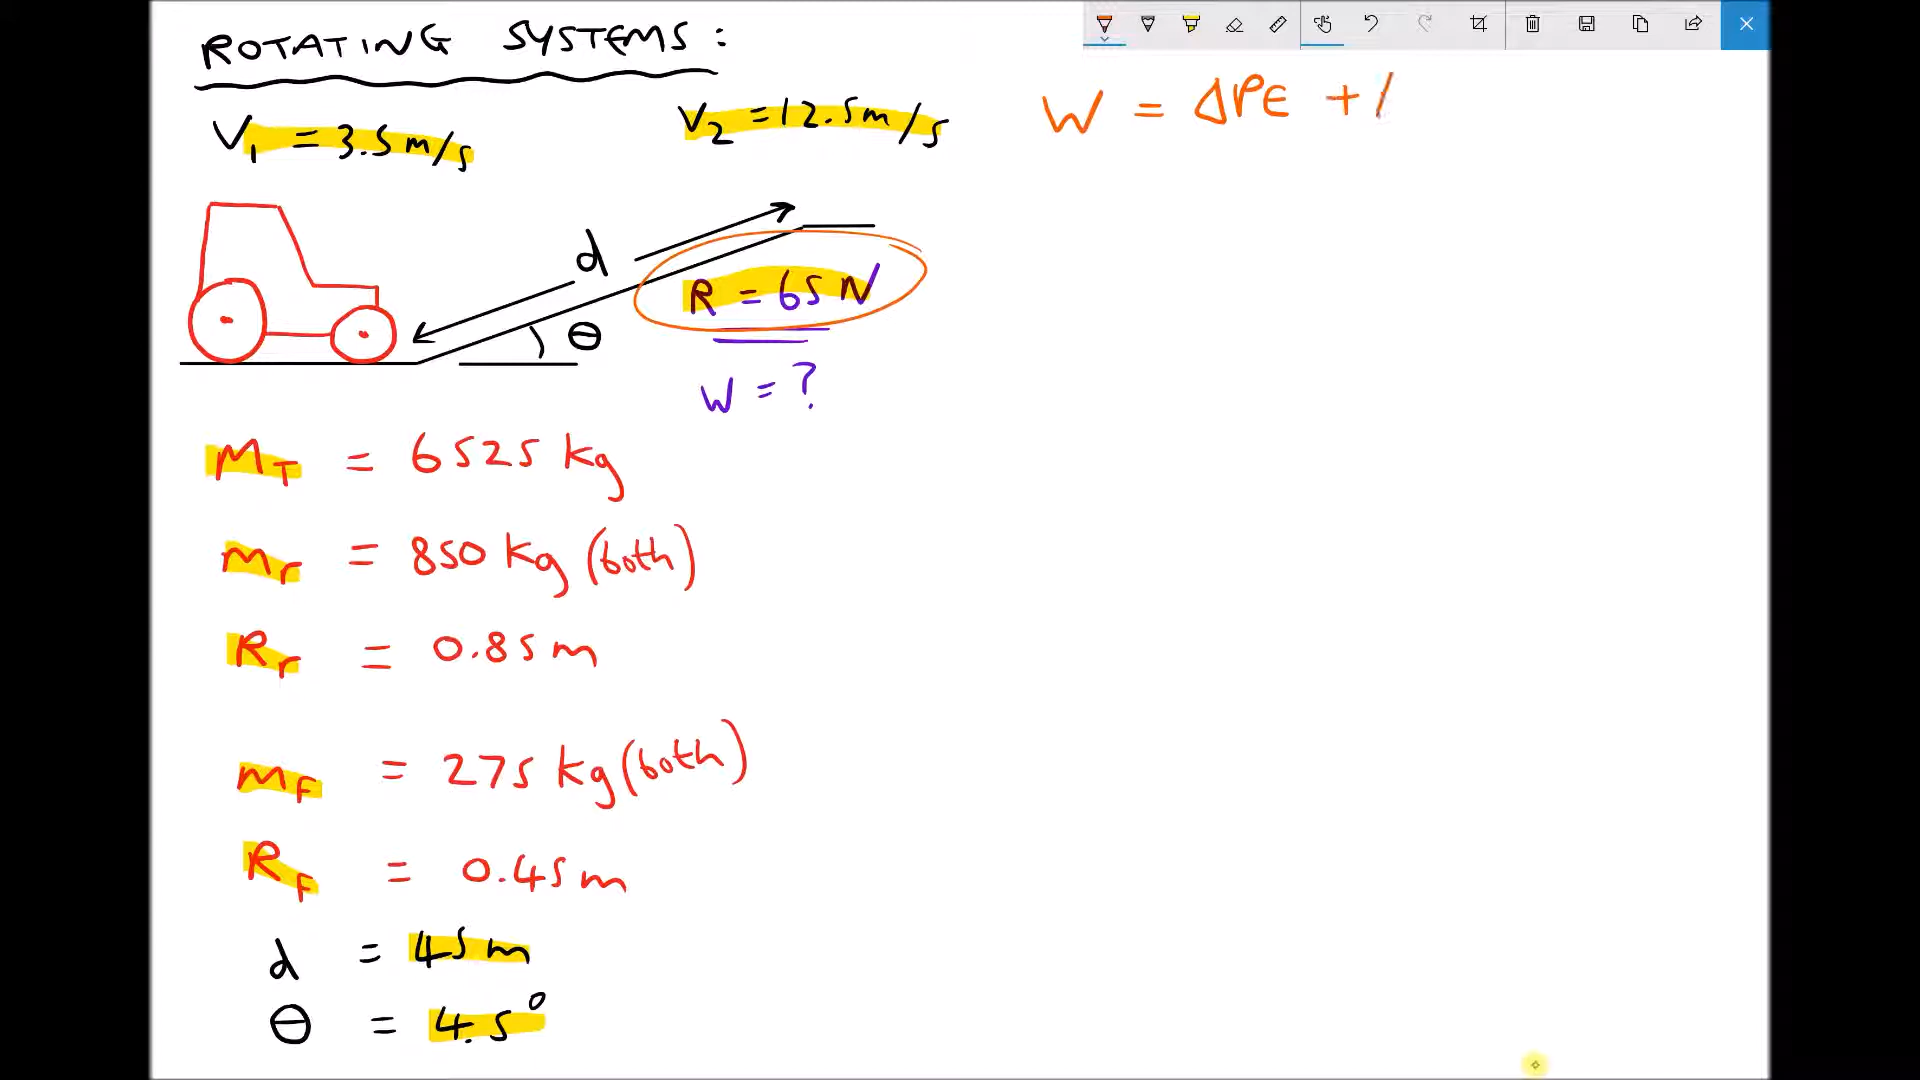 ROTATING SYSTEMS:
V₁ = 3.5 m/s
V₂ = 12.5 m/s
W = ΔPE +
d
θ
R = 65 N
W = ?
M_T = 6525 kg
m_r = 850 kg (both)
R_r = 0.85 m
m_F = 275 kg (both)
R_F = 0.45 m
d = 45 m
θ = 4.5°